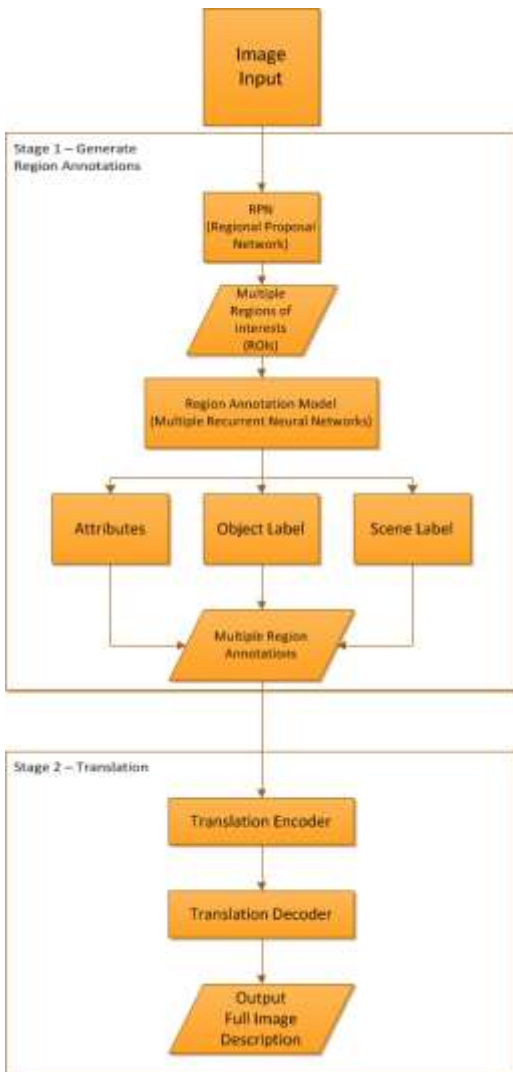 Image
Input
Stage 1 – Generate
Region Annotations
RPN
(Regional Proposal
Network)
Multiple
Regions of
Interests
(ROIs)
Region Annotation Model
(Multiple Recurrent Neural Networks)
Attributes
Object Label
Scene Label
Multiple Region
Annotations
Stage 2 – Translation
Translation Encoder
Translation Decoder
Output
Full Image
Description